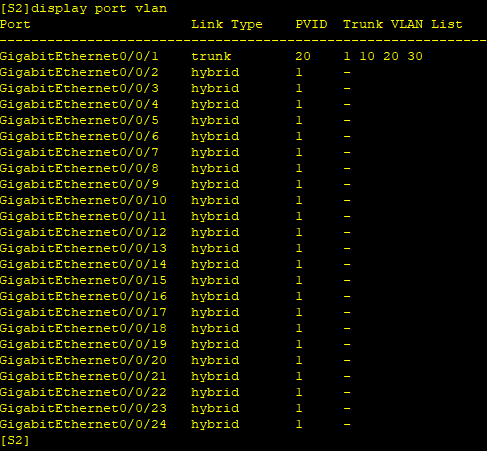 [S2]display port vlan
Port                    Link Type    PVID  Trunk VLAN List
-------------------------------------------------------------
GigabitEthernet0/0/1    trunk        20    1 10 20 30
GigabitEthernet0/0/2    hybrid       1     -
GigabitEthernet0/0/3    hybrid       1     -
GigabitEthernet0/0/4    hybrid       1     -
GigabitEthernet0/0/5    hybrid       1     -
GigabitEthernet0/0/6    hybrid       1     -
GigabitEthernet0/0/7    hybrid       1     -
GigabitEthernet0/0/8    hybrid       1     -
GigabitEthernet0/0/9    hybrid       1     -
GigabitEthernet0/0/10   hybrid       1     -
GigabitEthernet0/0/11   hybrid       1     -
GigabitEthernet0/0/12   hybrid       1     -
GigabitEthernet0/0/13   hybrid       1     -
GigabitEthernet0/0/14   hybrid       1     -
GigabitEthernet0/0/15   hybrid       1     -
GigabitEthernet0/0/16   hybrid       1     -
GigabitEthernet0/0/17   hybrid       1     -
GigabitEthernet0/0/18   hybrid       1     -
GigabitEthernet0/0/19   hybrid       1     -
GigabitEthernet0/0/20   hybrid       1     -
GigabitEthernet0/0/21   hybrid       1     -
GigabitEthernet0/0/22   hybrid       1     -
GigabitEthernet0/0/23   hybrid       1     -
GigabitEthernet0/0/24   hybrid       1     -
[S2]